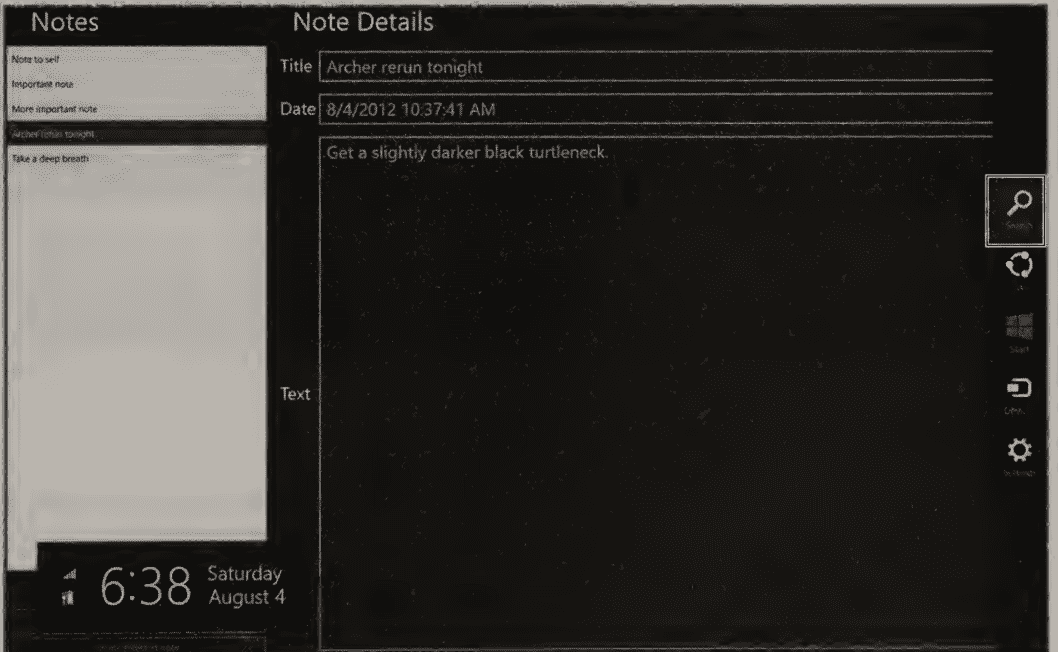 Notes
Note to self
Important note
More important note
Archer rerun tonight
Take a deep breath
Note Details
Title
Archer rerun tonight
Date
8/4/2012 10:37:41 AM
Text
Get a slightly darker black turtleneck.
Search
Start
Settings
6:38
Saturday
August 4